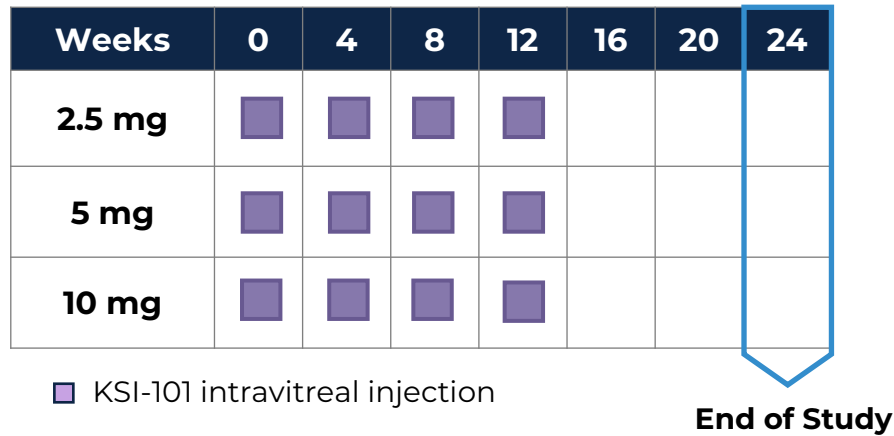 Weeks 0 4 8 12 16 20 24
2.5 mg
5 mg
10 mg
KSI-101 intravitreal injection
End of Study